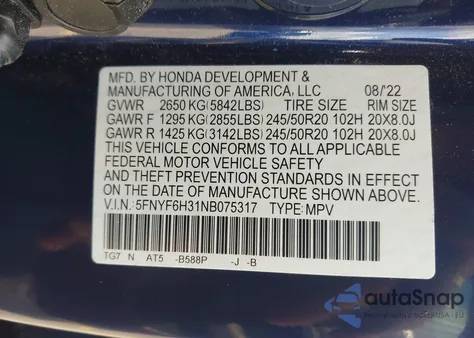 MFD. BY HONDA DEVELOPMENT &
MANUFACTURING OF AMERICA, LLC 08/'22
GVWR 2650 KG(5842LBS) TIRE SIZE RIM SIZE
GAWR F 1295 KG(2855LBS) 245/50R20 102H 20X8.0J
GAWR R 1425 KG(3142LBS) 245/50R20 102H 20X8.0J
THIS VEHICLE CONFORMS TO ALL APPLICABLE
FEDERAL MOTOR VEHICLE SAFETY
AND THEFT PREVENTION STANDARDS IN EFFECT
ON THE DATE OF MANUFACTURE SHOWN ABOVE.
V.I.N.: 5FNYF6H31NB075317 TYPE: MPV
TG7 N AT5 -B588P -J -B
autoSnap